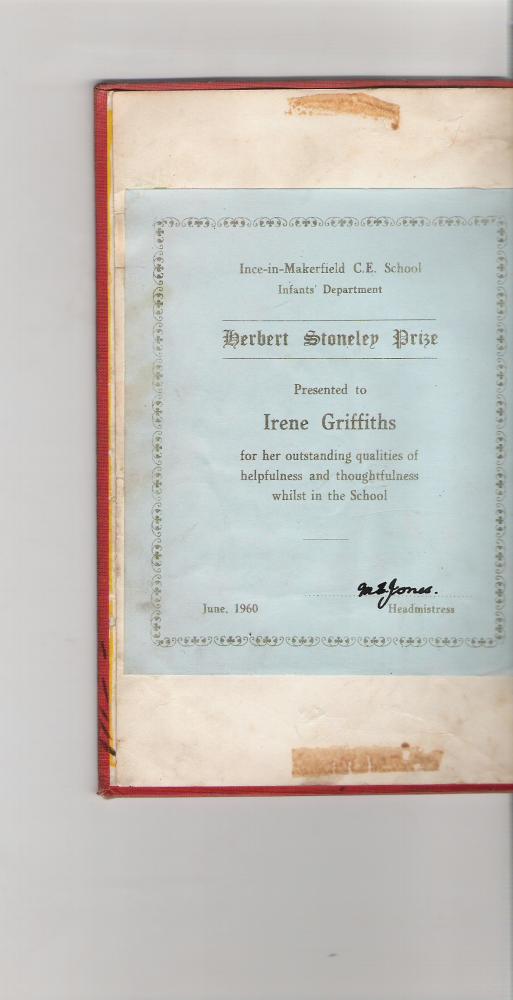 Ince-in-Makerfield C.E. School
Infants' Department
Herbert Stoneley Prize
Presented to
Irene Griffiths
for her outstanding qualities of
helpfulness and thoughtfulness
whilst in the School
M.E. Jones.
June, 1960 Headmistress